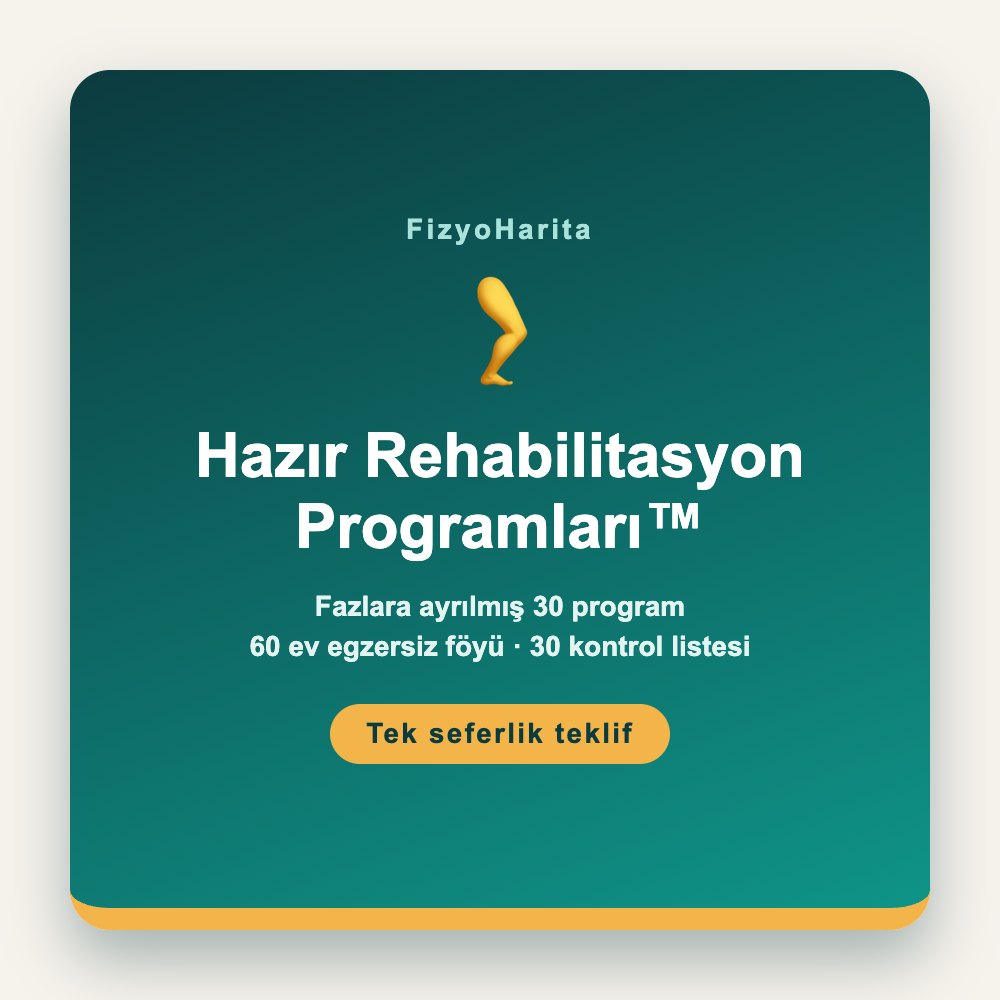 FizyoHarita
Hazır Rehabilitasyon
Programları™
Fazlara ayrılmış 30 program
60 ev egzersiz föyü · 30 kontrol listesi
Tek seferlik teklif